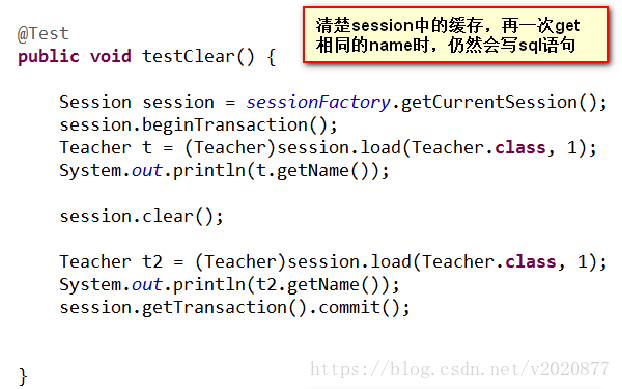 清楚session中的缓存，再一次get
相同的name时，仍然会写sql语句
@Test
public void testClear() {
Session session = sessionFactory.getCurrentSession();
session.beginTransaction();
Teacher t = (Teacher)session.load(Teacher.class, 1);
System.out.println(t.getName());
session.clear();
Teacher t2 = (Teacher)session.load(Teacher.class, 1);
System.out.println(t2.getName());
session.getTransaction().commit();
}
https://blog.csdn.net/v2020877